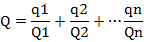 Q = q1/Q1 + q2/Q2 + ⋯ qn/Qn